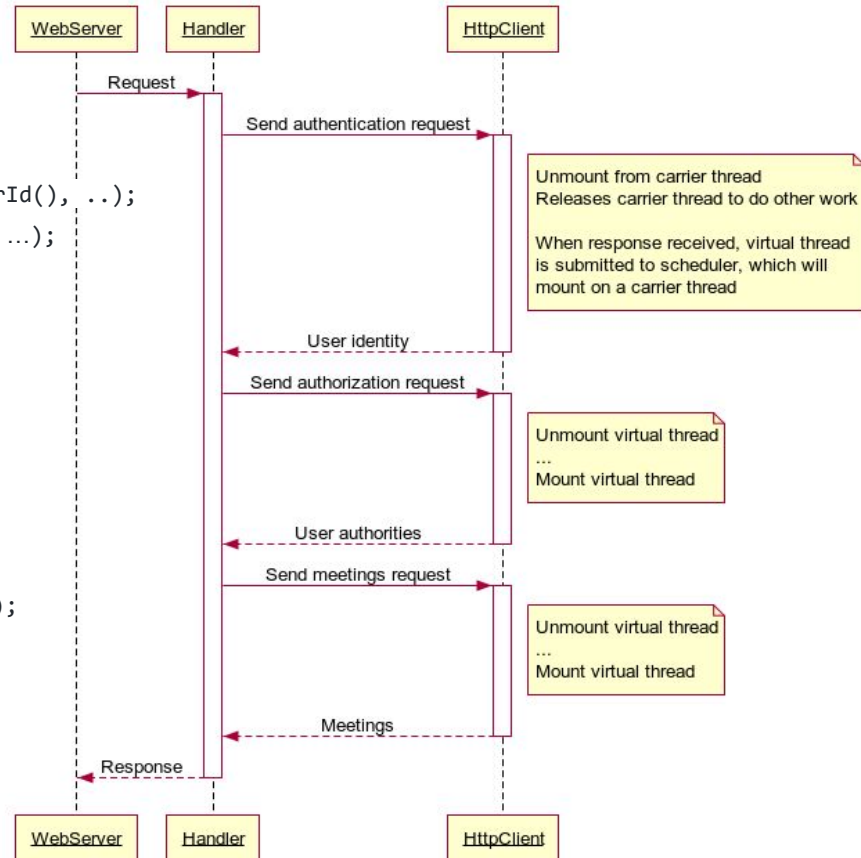 WebServer
Handler
HttpClient
Request
Send authentication request
Unmount from carrier thread
Releases carrier thread to do other work
rId(), ..);
...);
When response received, virtual thread
is submitted to scheduler, which will
mount on a carrier thread
User identity
Send authorization request
Unmount virtual thread
...
Mount virtual thread
User authorities
Send meetings request
);
Unmount virtual thread
...
Mount virtual thread
Meetings
Response
WebServer
Handler
HttpClient